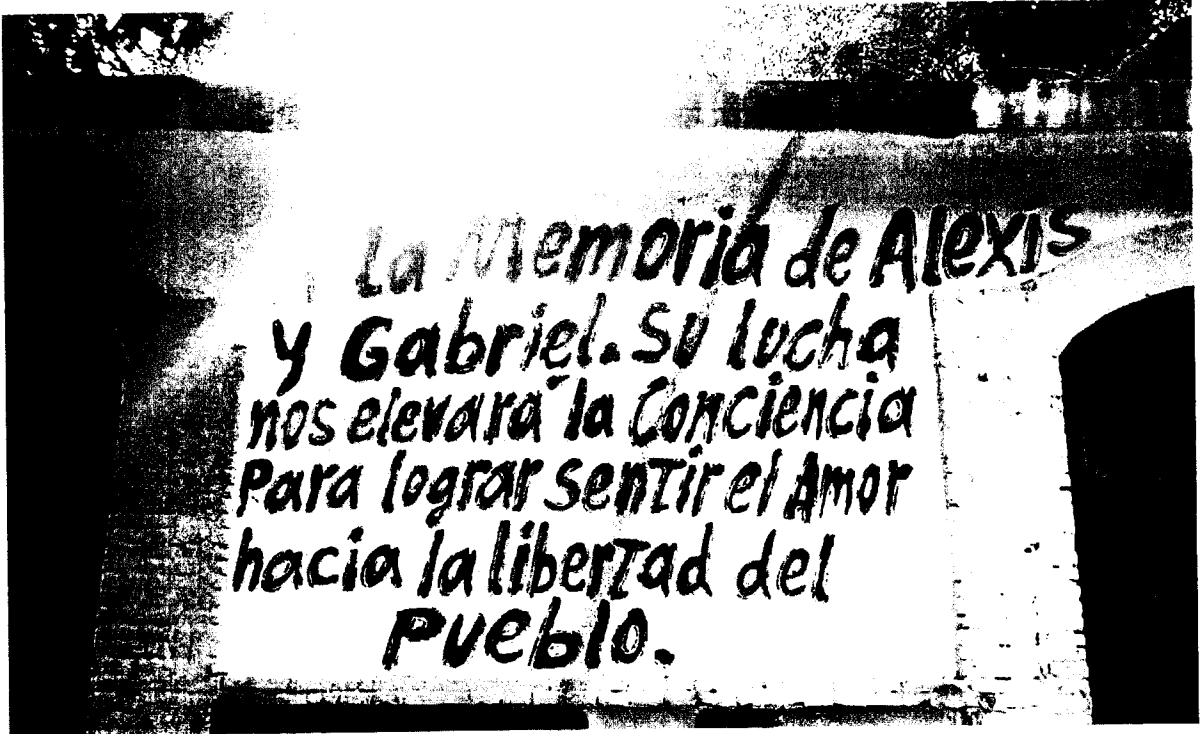 La Memoria de Alexis
y Gabriel. Su lucha
nos elevará la Conciencia
Para lograr sentir el Amor
hacia la libertad del
Pueblo.